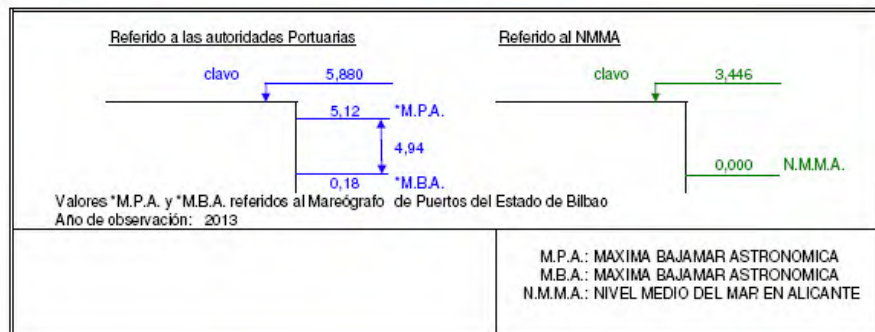 Referido a las autoridades Portuarias
clavo 5,880
5,12 *M.P.A.
4,94
0,18 *M.B.A.
Referido al NMMA
clavo 3,446
0,000 N.M.M.A.
Valores *M.P.A. y *M.B.A. referidos al Mareógrafo de Puertos del Estado de Bilbao
Año de observación: 2013
M.P.A.: MAXIMA BAJAMAR ASTRONOMICA
M.B.A.: MAXIMA BAJAMAR ASTRONOMICA
N.M.M.A.: NIVEL MEDIO DEL MAR EN ALICANTE